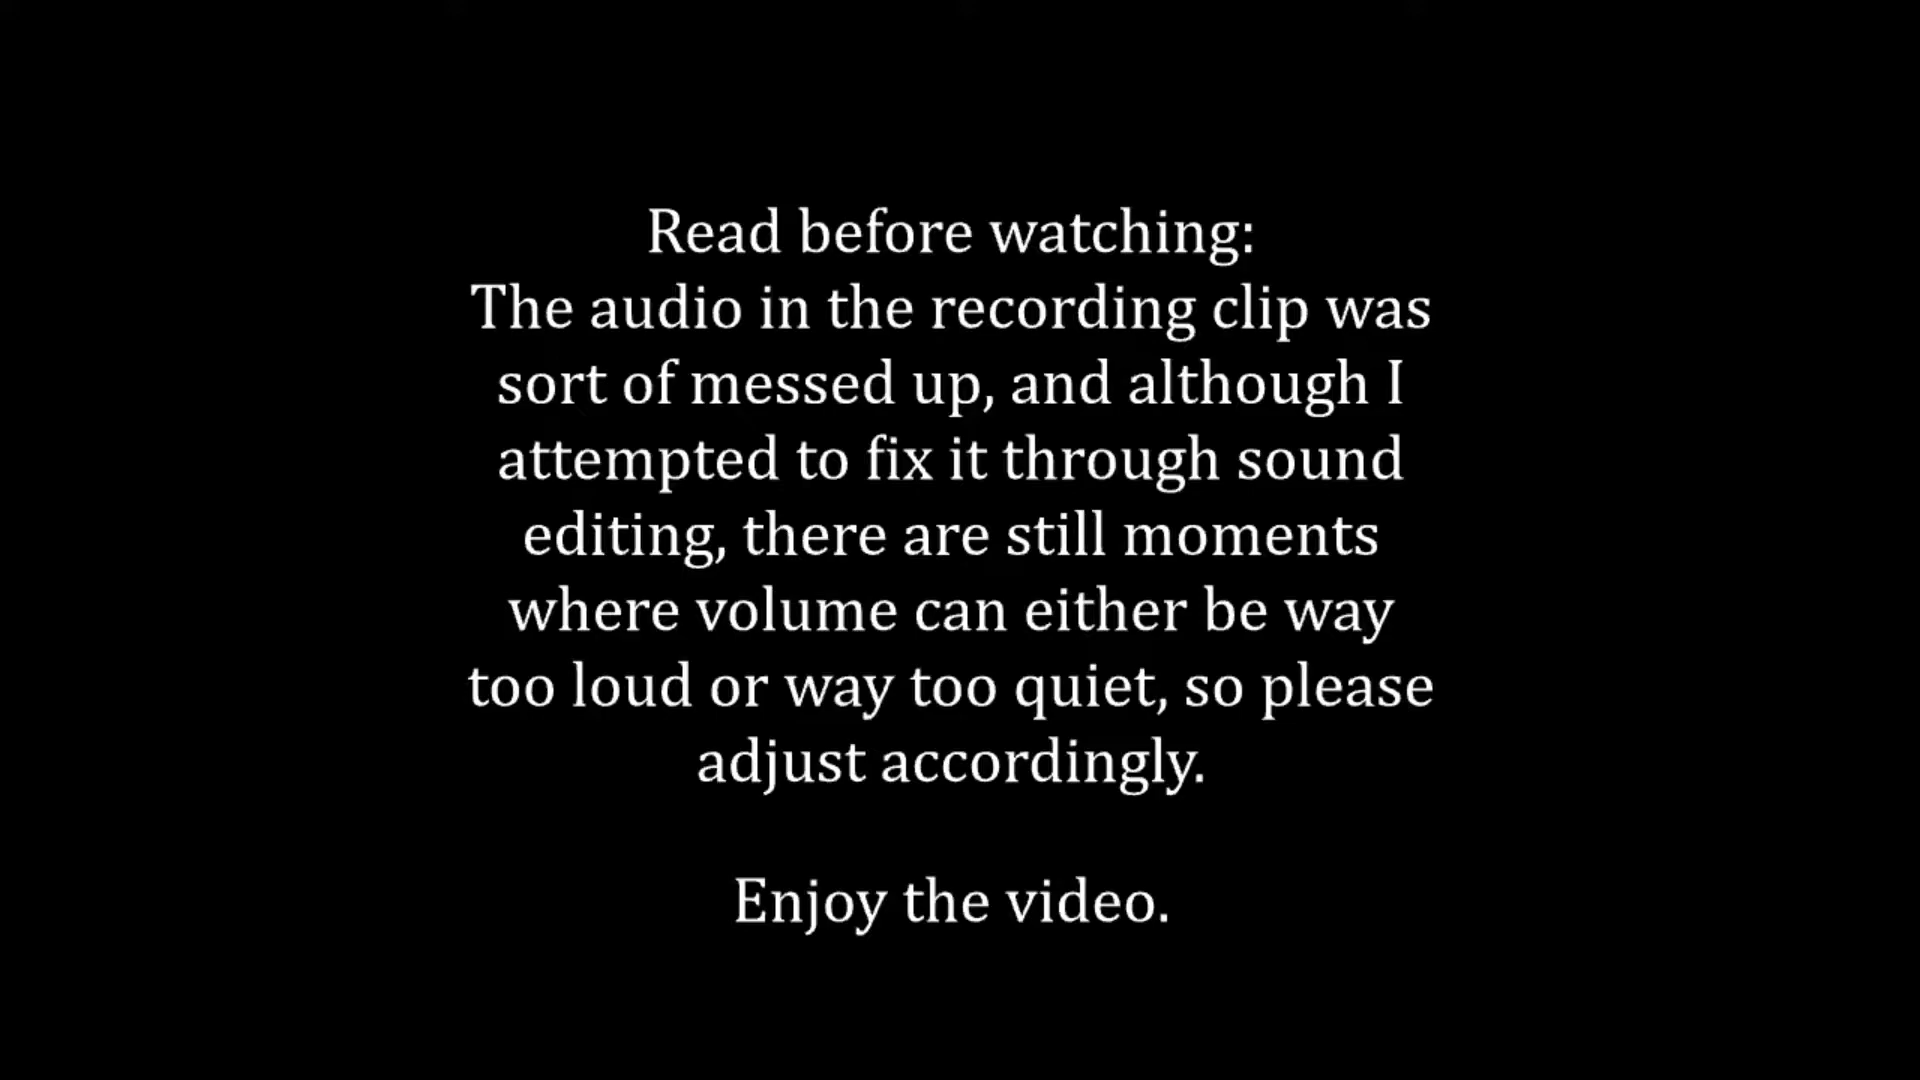 Read before watching:
The audio in the recording clip was
sort of messed up, and although I
attempted to fix it through sound
editing, there are still moments
where volume can either be way
too loud or way too quiet, so please
adjust accordingly.
Enjoy the video.